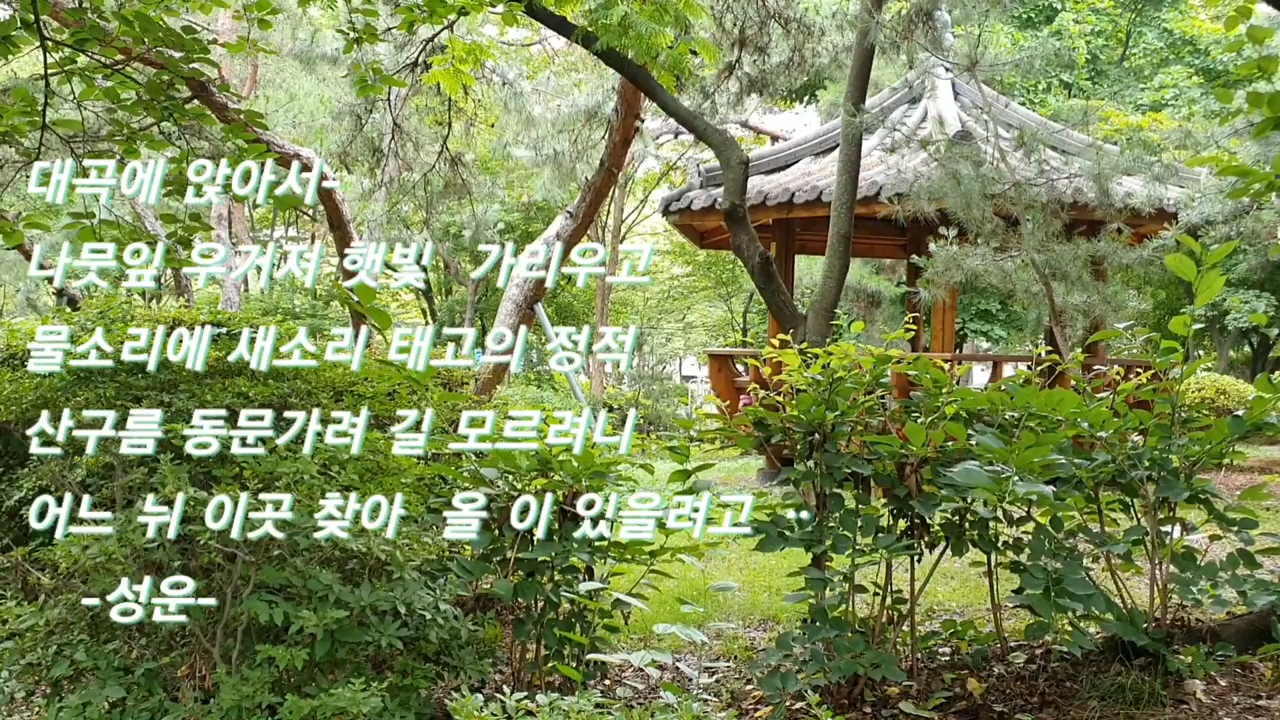 대곡에 앉아서-
나뭇잎 우거져 햇빛 가리우고
물소리에 새소리 태고의 정적
산구름 동문가려 길 모르려니
어느 뉘 이곳 찾아 올 이 있을려고 …
-성운-